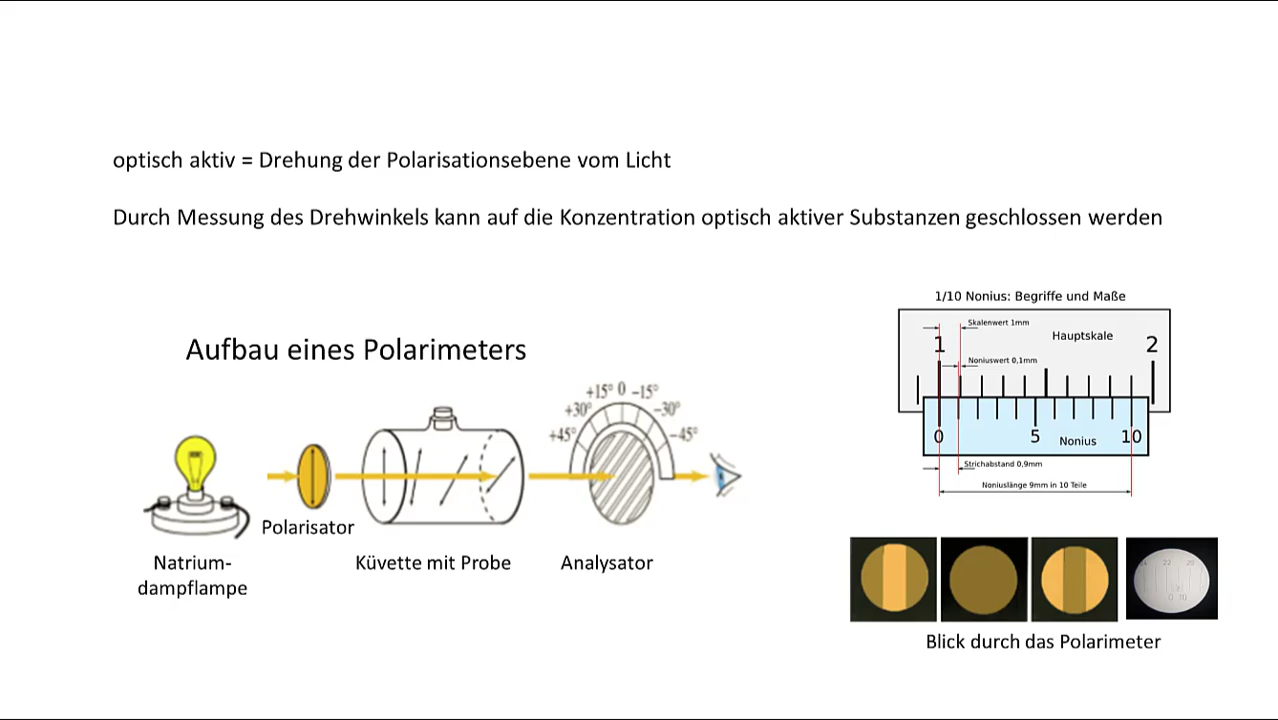 optisch aktiv = Drehung der Polarisationsebene vom Licht
Durch Messung des Drehwinkels kann auf die Konzentration optisch aktiver Substanzen geschlossen werden
Aufbau eines Polarimeters
+45° +30° +15° 0 −15° −30° −45°
Polarisator
Natrium-
dampflampe
Küvette mit Probe
Analysator
1/10 Nonius: Begriffe und Maße
Skalenwert 1mm
Hauptskale
1 2
Noniuswert 0,1mm
0 5 Nonius 10
Strichabstand 0,9mm
Noniuslänge 9mm in 10 Teile
22 20
Blick durch das Polarimeter